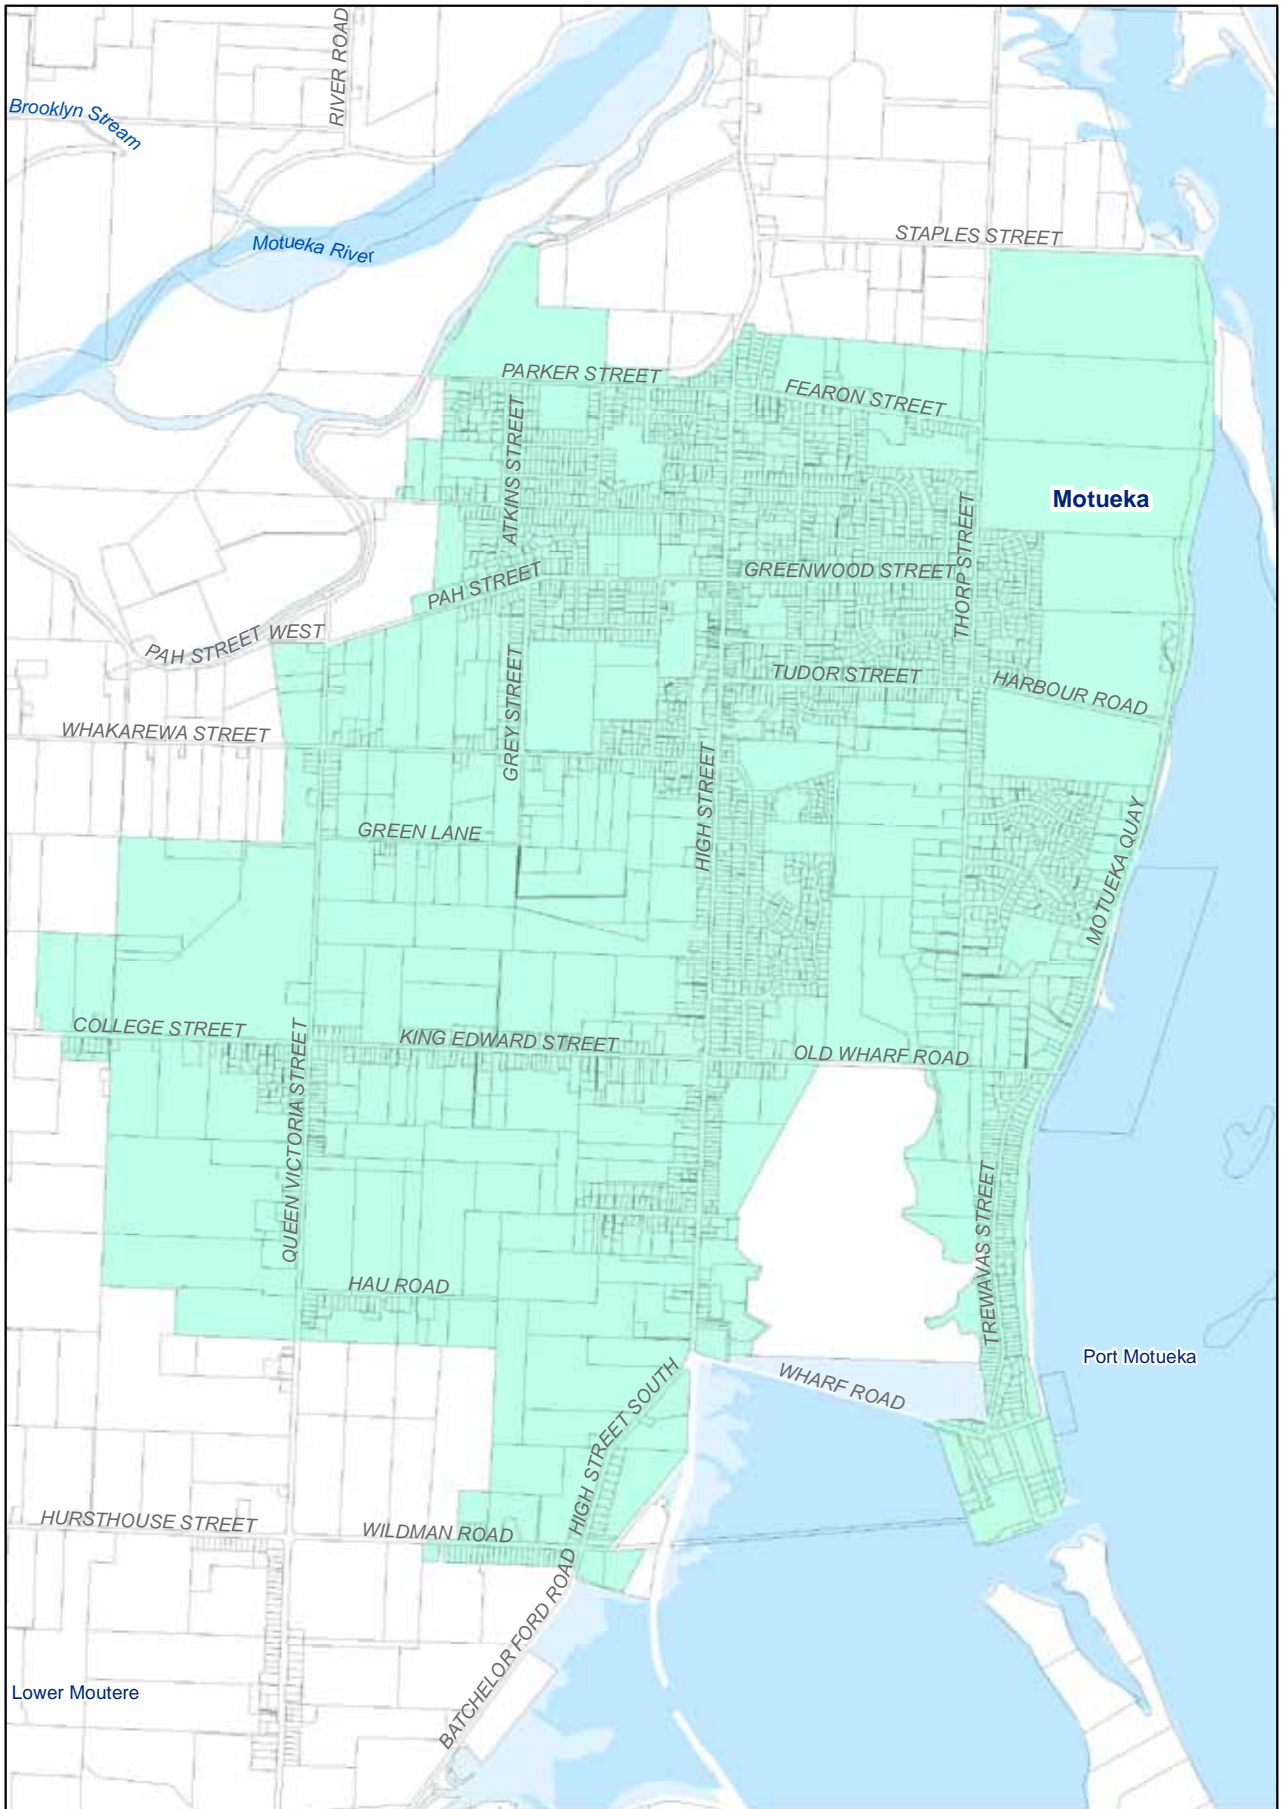 RIVER ROAD
Brooklyn Stream
Motueka River
STAPLES STREET
PARKER STREET
FEARON STREET
ATKINS STREET
Motueka
THORP STREET
GREENWOOD STREET
PAH STREET
PAH STREET WEST
GREY STREET
TUDOR STREET
HARBOUR ROAD
WHAKAREWA STREET
HIGH STREET
MOTUEKA QUAY
GREEN LANE
COLLEGE STREET
KING EDWARD STREET
OLD WHARF ROAD
QUEEN VICTORIA STREET
TREWAVAS STREET
HAU ROAD
Port Motueka
WHARF ROAD
HIGH STREET SOUTH
HURSTHOUSE STREET
WILDMAN ROAD
BATCHELOR FORD ROAD
Lower Moutere